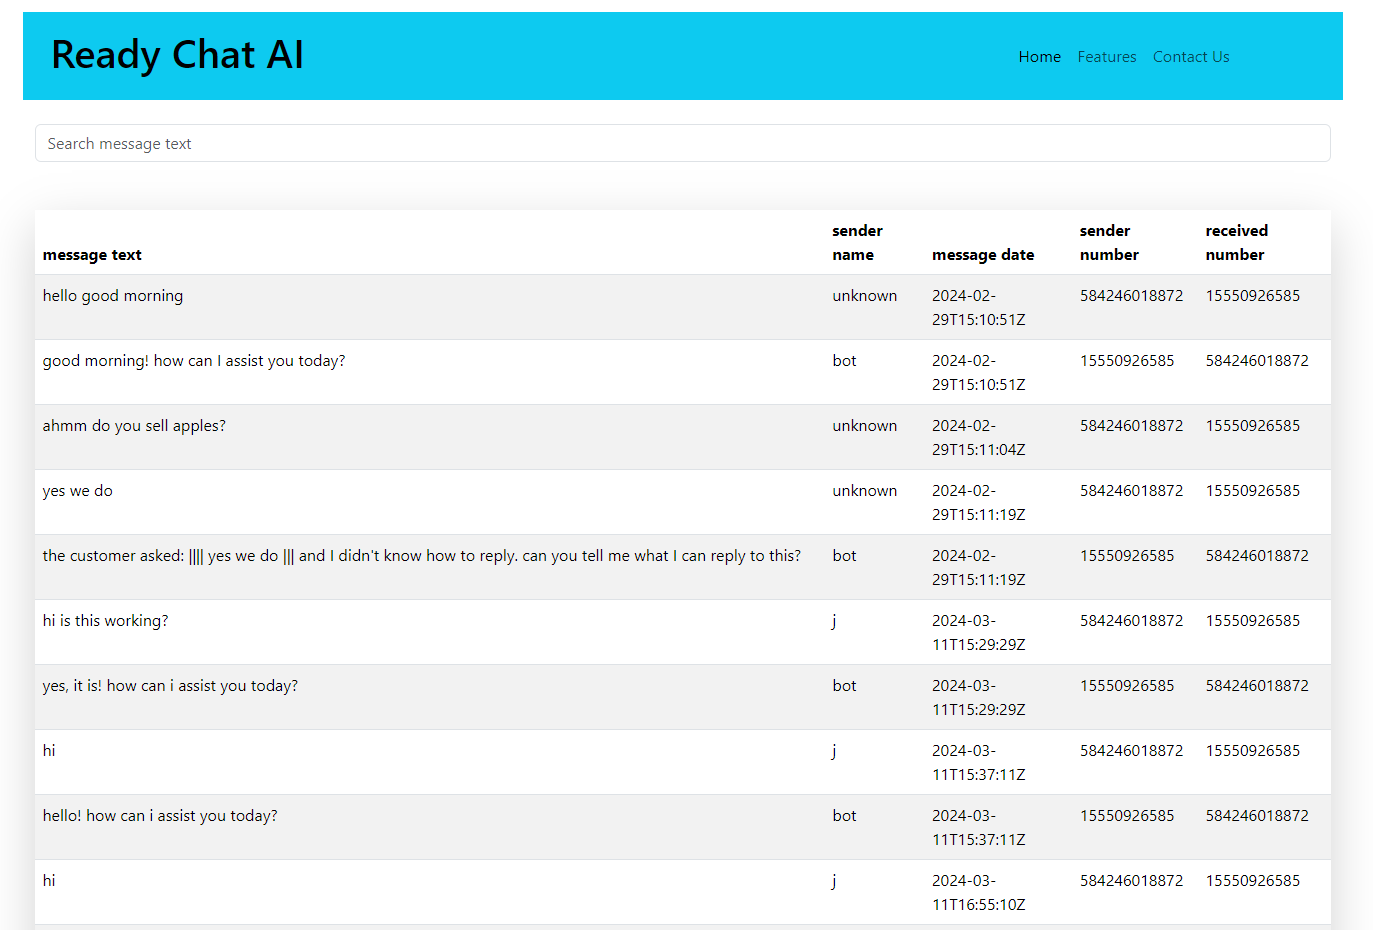 Ready Chat AI
Home Features Contact Us
Search message text
message text sender name message date sender number received number
hello good morning unknown 2024-02-29T15:10:51Z 584246018872 15550926585
good morning! how can I assist you today? bot 2024-02-29T15:10:51Z 15550926585 584246018872
ahmm do you sell apples? unknown 2024-02-29T15:11:04Z 584246018872 15550926585
yes we do unknown 2024-02-29T15:11:19Z 584246018872 15550926585
the customer asked: |||| yes we do ||| and I didn't know how to reply. can you tell me what I can reply to this? bot 2024-02-29T15:11:19Z 15550926585 584246018872
hi is this working? j 2024-03-11T15:29:29Z 584246018872 15550926585
yes, it is! how can i assist you today? bot 2024-03-11T15:29:29Z 15550926585 584246018872
hi j 2024-03-11T15:37:11Z 584246018872 15550926585
hello! how can i assist you today? bot 2024-03-11T15:37:11Z 15550926585 584246018872
hi j 2024-03-11T16:55:10Z 584246018872 15550926585